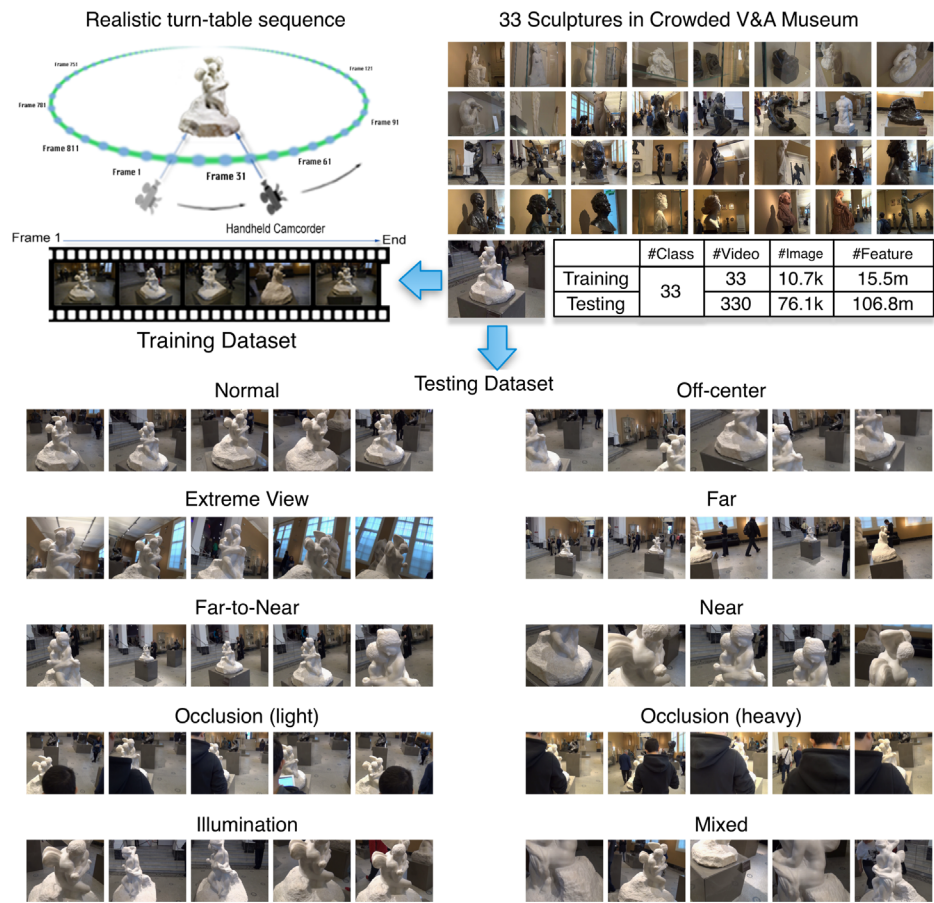 Realistic turn-table sequence
33 Sculptures in Crowded V&A Museum
Frame 751
Frame 121
Frame 781
Frame 91
Frame 811
Frame 61
Frame 1
Frame 31
Handheld Camcorder
Frame 1
End
Training Dataset
#Class #Video #Image #Feature
Training 33 33 10.7k 15.5m
Testing 330 76.1k 106.8m
Testing Dataset
Normal
Off-center
Extreme View
Far
Far-to-Near
Near
Occlusion (light)
Occlusion (heavy)
Illumination
Mixed